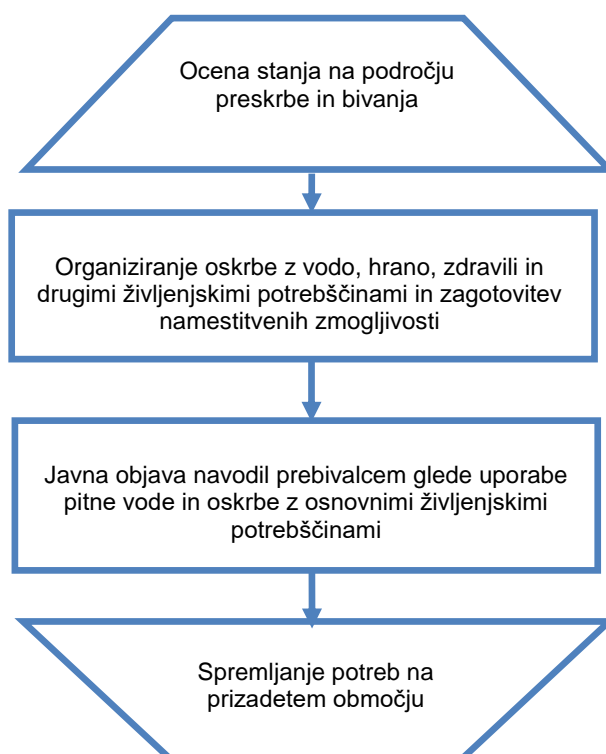 Ocena stanja na področju
preskrbe in bivanja
Organiziranje oskrbe z vodo, hrano, zdravili in
drugimi življenjskimi potrebščinami in zagotovitev
namestitvenih zmogljivosti
Javna objava navodil prebivalcem glede uporabe
pitne vode in oskrbe z osnovnimi življenjskimi
potrebščinami
Spremljanje potreb na
prizadetem območju